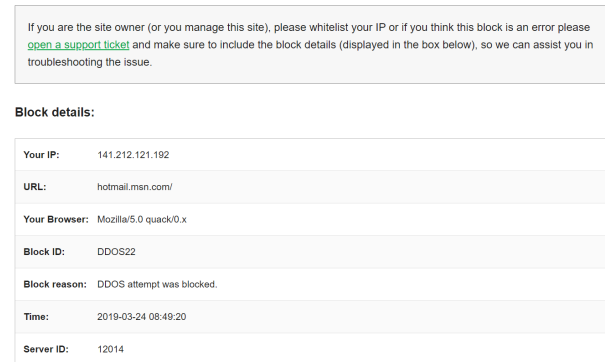 If you are the site owner (or you manage this site), please whitelist your IP or if you think this block is an error please
open a support ticket and make sure to include the block details (displayed in the box below), so we can assist you in
troubleshooting the issue.
Block details:
Your IP: 141.212.121.192
URL: hotmail.msn.com/
Your Browser: Mozilla/5.0 quack/0.x
Block ID: DDOS22
Block reason: DDOS attempt was blocked.
Time: 2019-03-24 08:49:20
Server ID: 12014